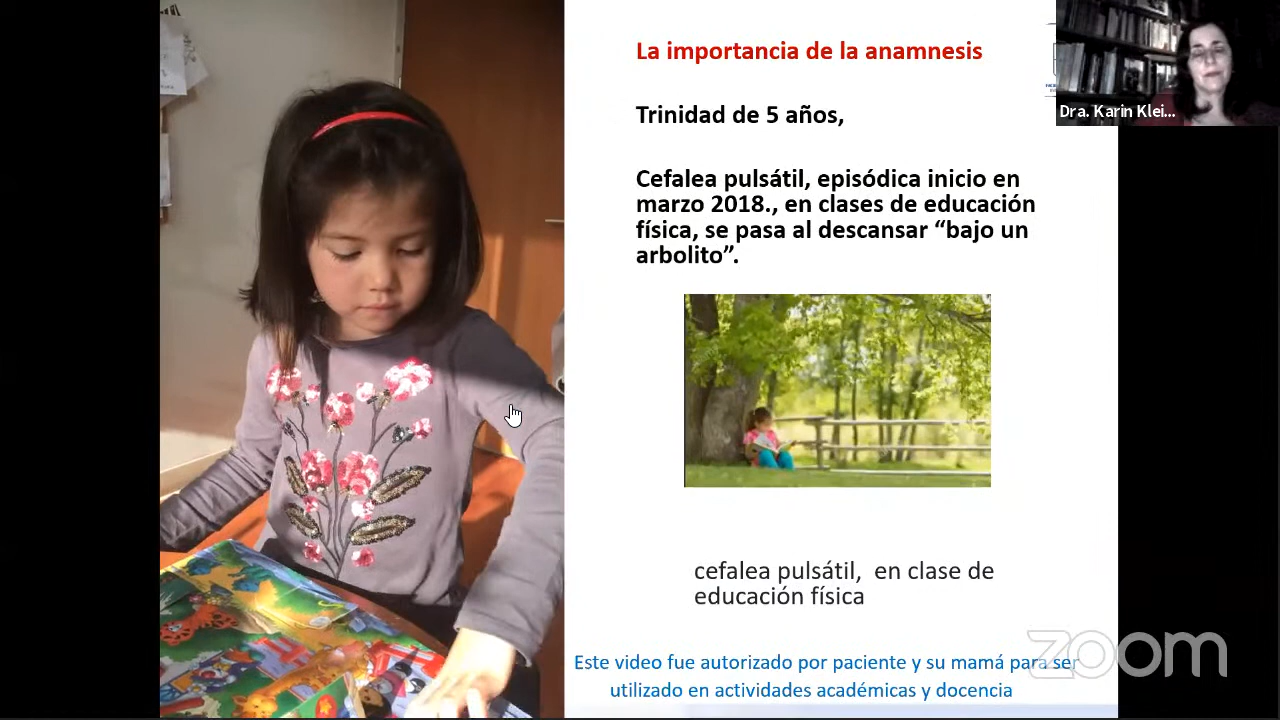 La importancia de la anamnesis
Dra. Karin Klei...
Trinidad de 5 años,
Cefalea pulsátil, episódica inicio en
marzo 2018., en clases de educación
física, se pasa al descansar “bajo un
arbolito”.
cefalea pulsátil,  en clase de
educación física
Este video fue autorizado por paciente y su mamá para ser
utilizado en actividades académicas y docencia
zoom